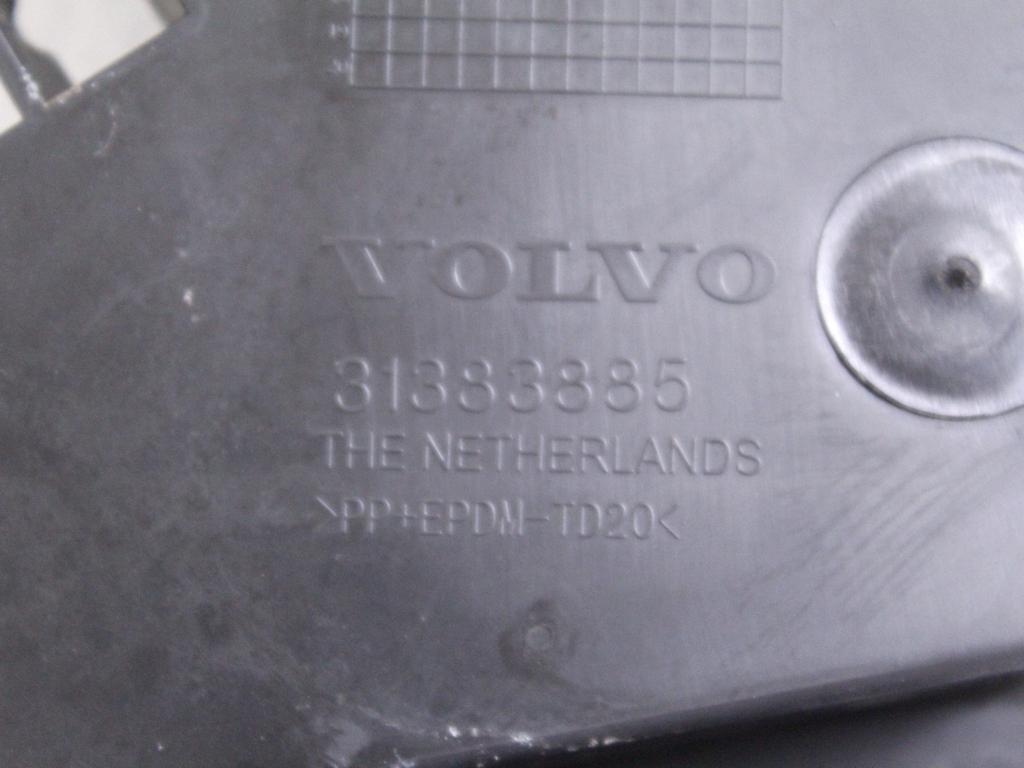 VOLVO
31383885
THE NETHERLANDS
>PP+EPDM-TD20<